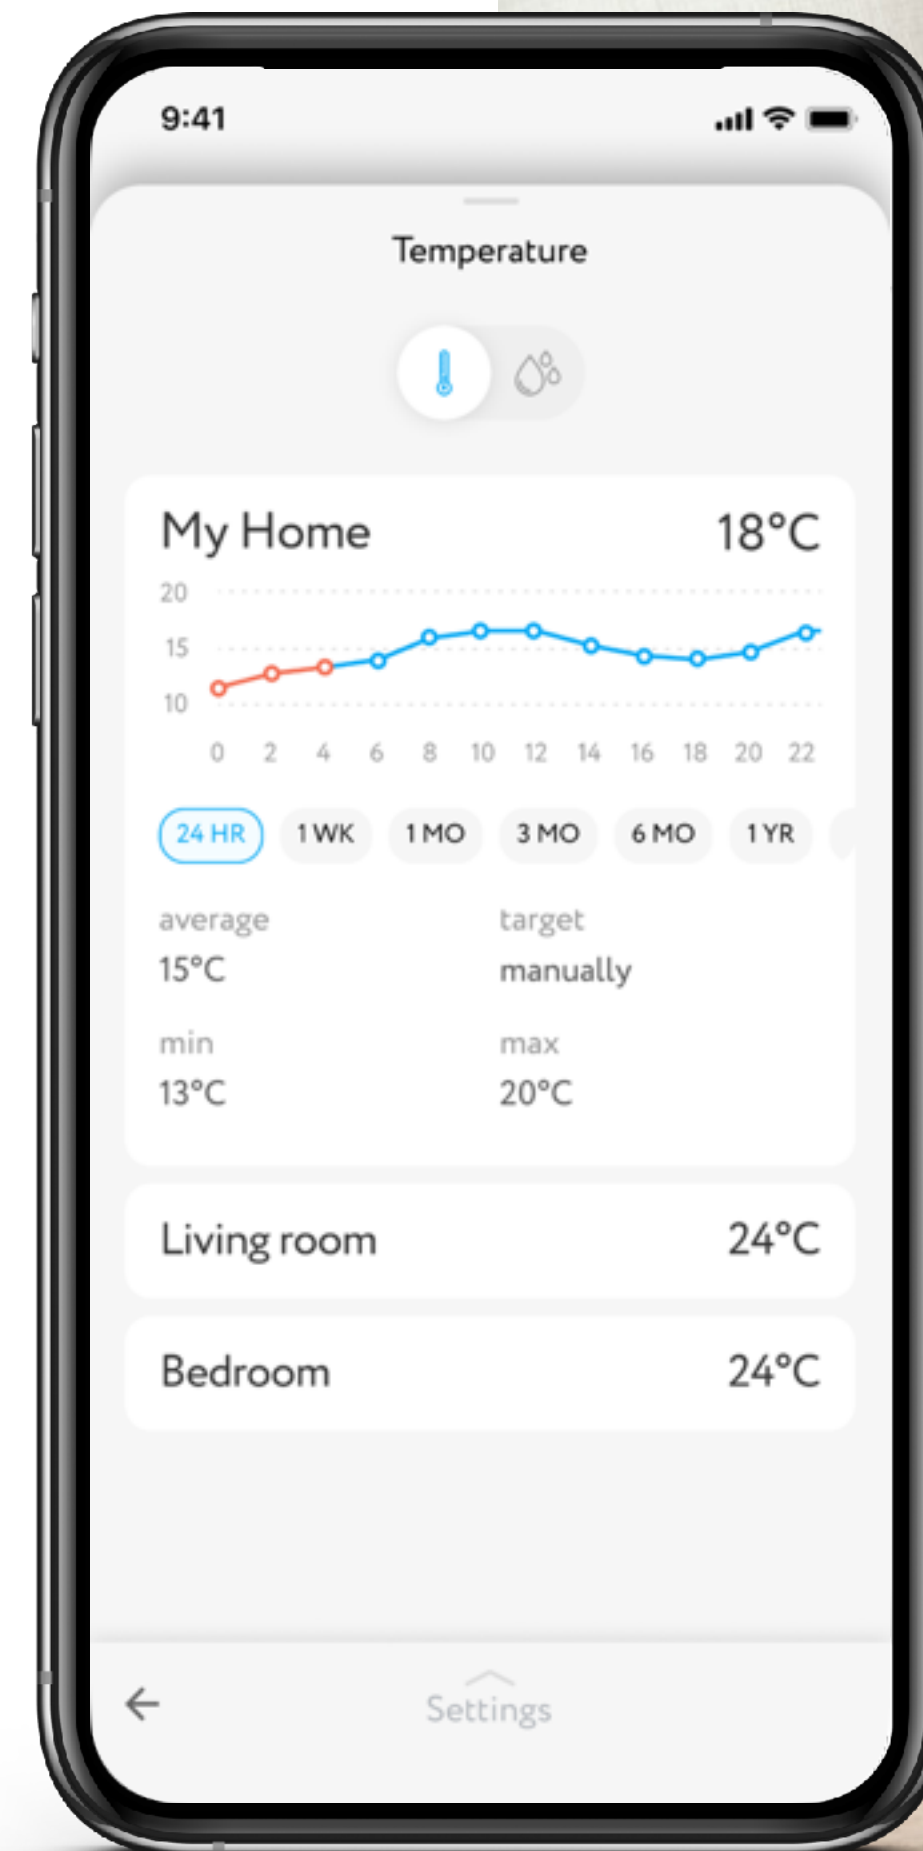 9:41
Temperature
My Home 18°C
20
15
10
0 2 4 6 8 10 12 14 16 18 20 22
24 HR 1 WK 1 MO 3 MO 6 MO 1 YR
average target
15°C manually
min max
13°C 20°C
Living room 24°C
Bedroom 24°C
Settings